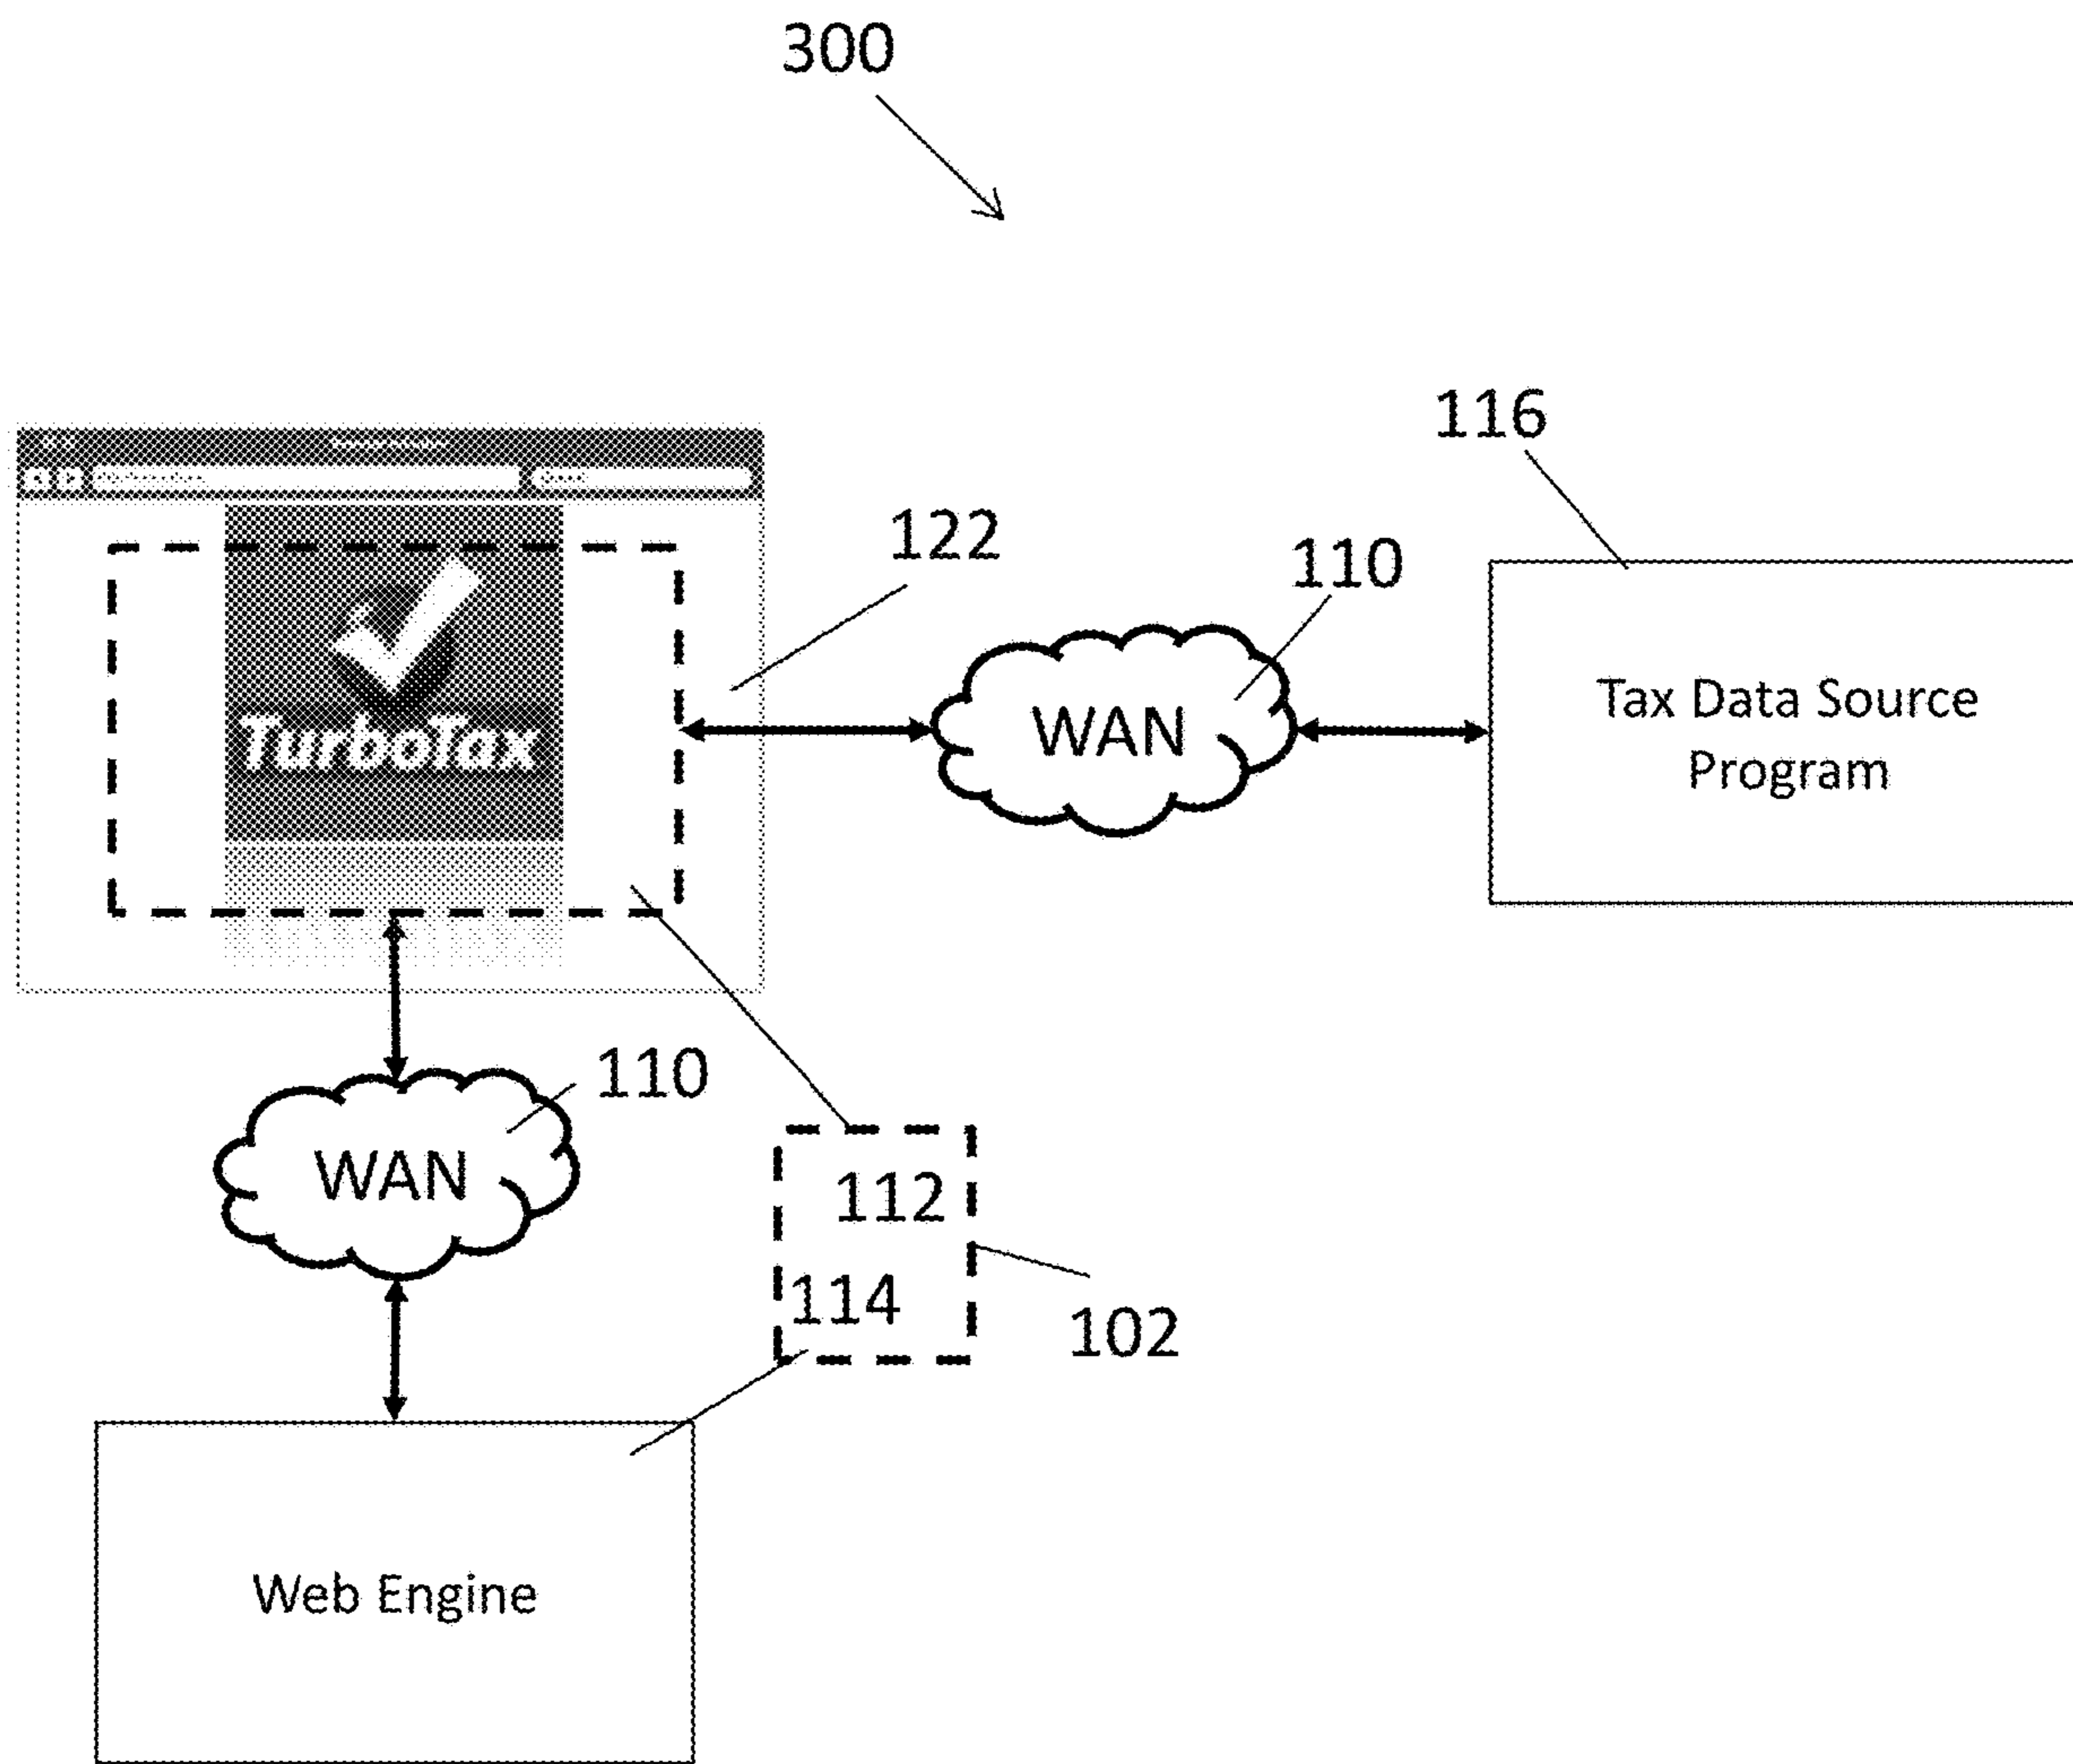 300
116
122
110
TurboTax
WAN
Tax Data Source
Program
110
WAN
112
114
102
Web Engine